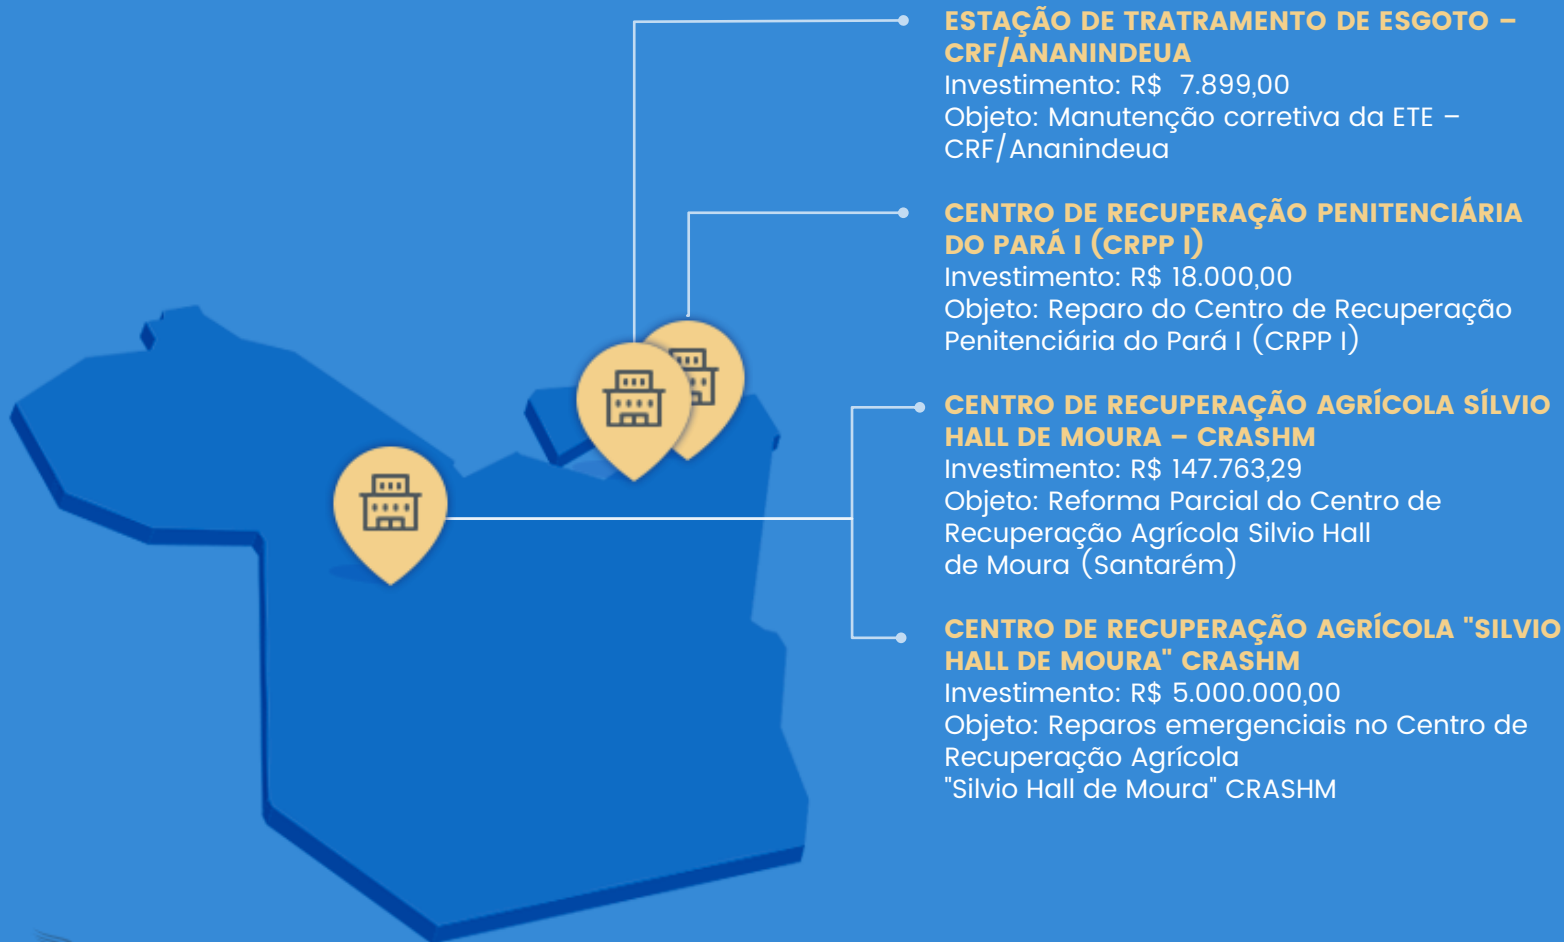 ESTAÇÃO DE TRATRAMENTO DE ESGOTO –
CRF/ANANINDEUA
Investimento: R$ 7.899,00
Objeto: Manutenção corretiva da ETE –
CRF/Ananindeua
CENTRO DE RECUPERAÇÃO PENITENCIÁRIA
DO PARÁ I (CRPP I)
Investimento: R$ 18.000,00
Objeto: Reparo do Centro de Recuperação
Penitenciária do Pará I (CRPP I)
CENTRO DE RECUPERAÇÃO AGRÍCOLA SÍLVIO
HALL DE MOURA – CRASHM
Investimento: R$ 147.763,29
Objeto: Reforma Parcial do Centro de
Recuperação Agrícola Silvio Hall
de Moura (Santarém)
CENTRO DE RECUPERAÇÃO AGRÍCOLA "SILVIO
HALL DE MOURA" CRASHM
Investimento: R$ 5.000.000,00
Objeto: Reparos emergenciais no Centro de
Recuperação Agrícola
"Silvio Hall de Moura" CRASHM